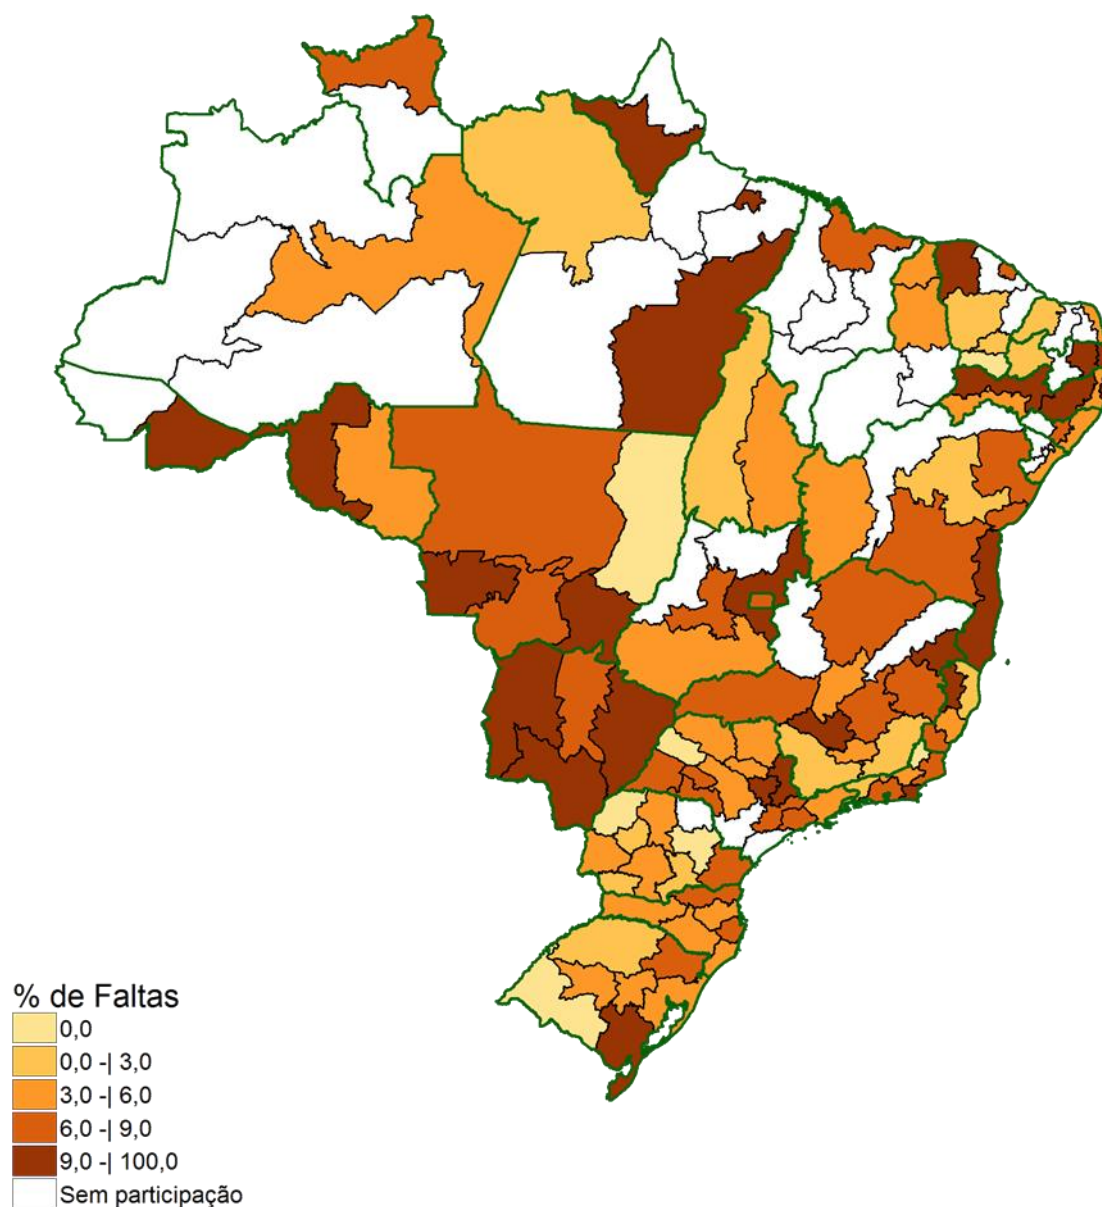 % de Faltas
0,0
0,0 -| 3,0
3,0 -| 6,0
6,0 -| 9,0
9,0 -| 100,0
Sem participação